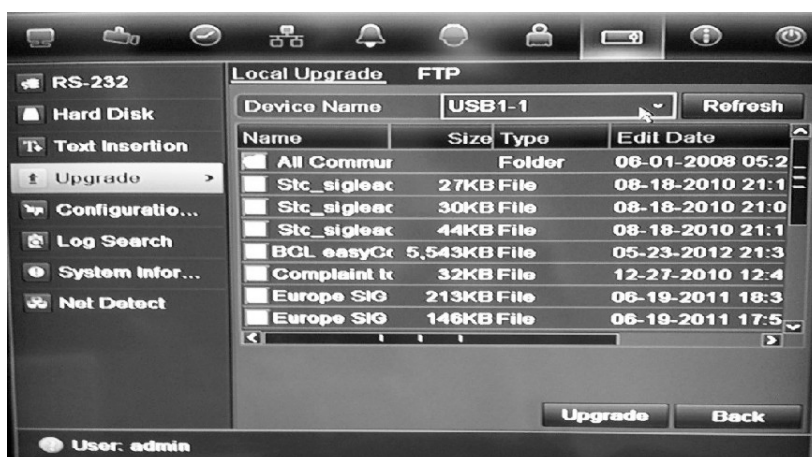 RS-232
Hard Disk
Text Insertion
Upgrade >
Configuratio...
Log Search
System Infor...
Net Detect
Local Upgrade FTP
Device Name USB1-1 Refresh
Name Size Type Edit Date
All Commur Folder 06-01-2008 05:2
Stc_sigleac 27KB File 08-18-2010 21:1
Stc_sigleac 30KB File 08-18-2010 21:0
Stc_sigleac 44KB File 08-18-2010 21:1
BCL easyCo 5,543KB File 05-23-2012 21:3
Complaint to 32KB File 12-27-2010 12:4
Europe SIG 213KB File 06-19-2011 18:3
Europe SIG 146KB File 06-19-2011 17:5
Upgrade Back
User: admin